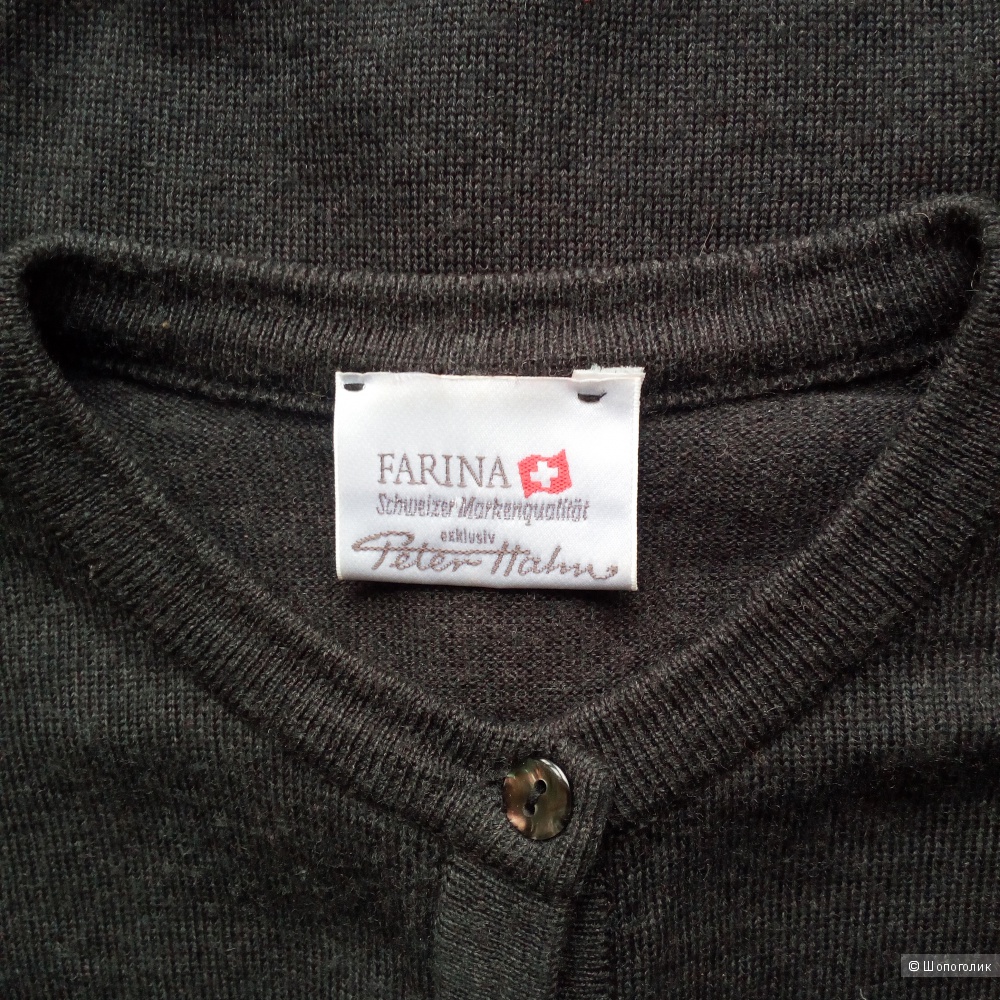 FARINA
Schweizer Markenqualität
exklusiv
Peter Hahn
© Шопоголик